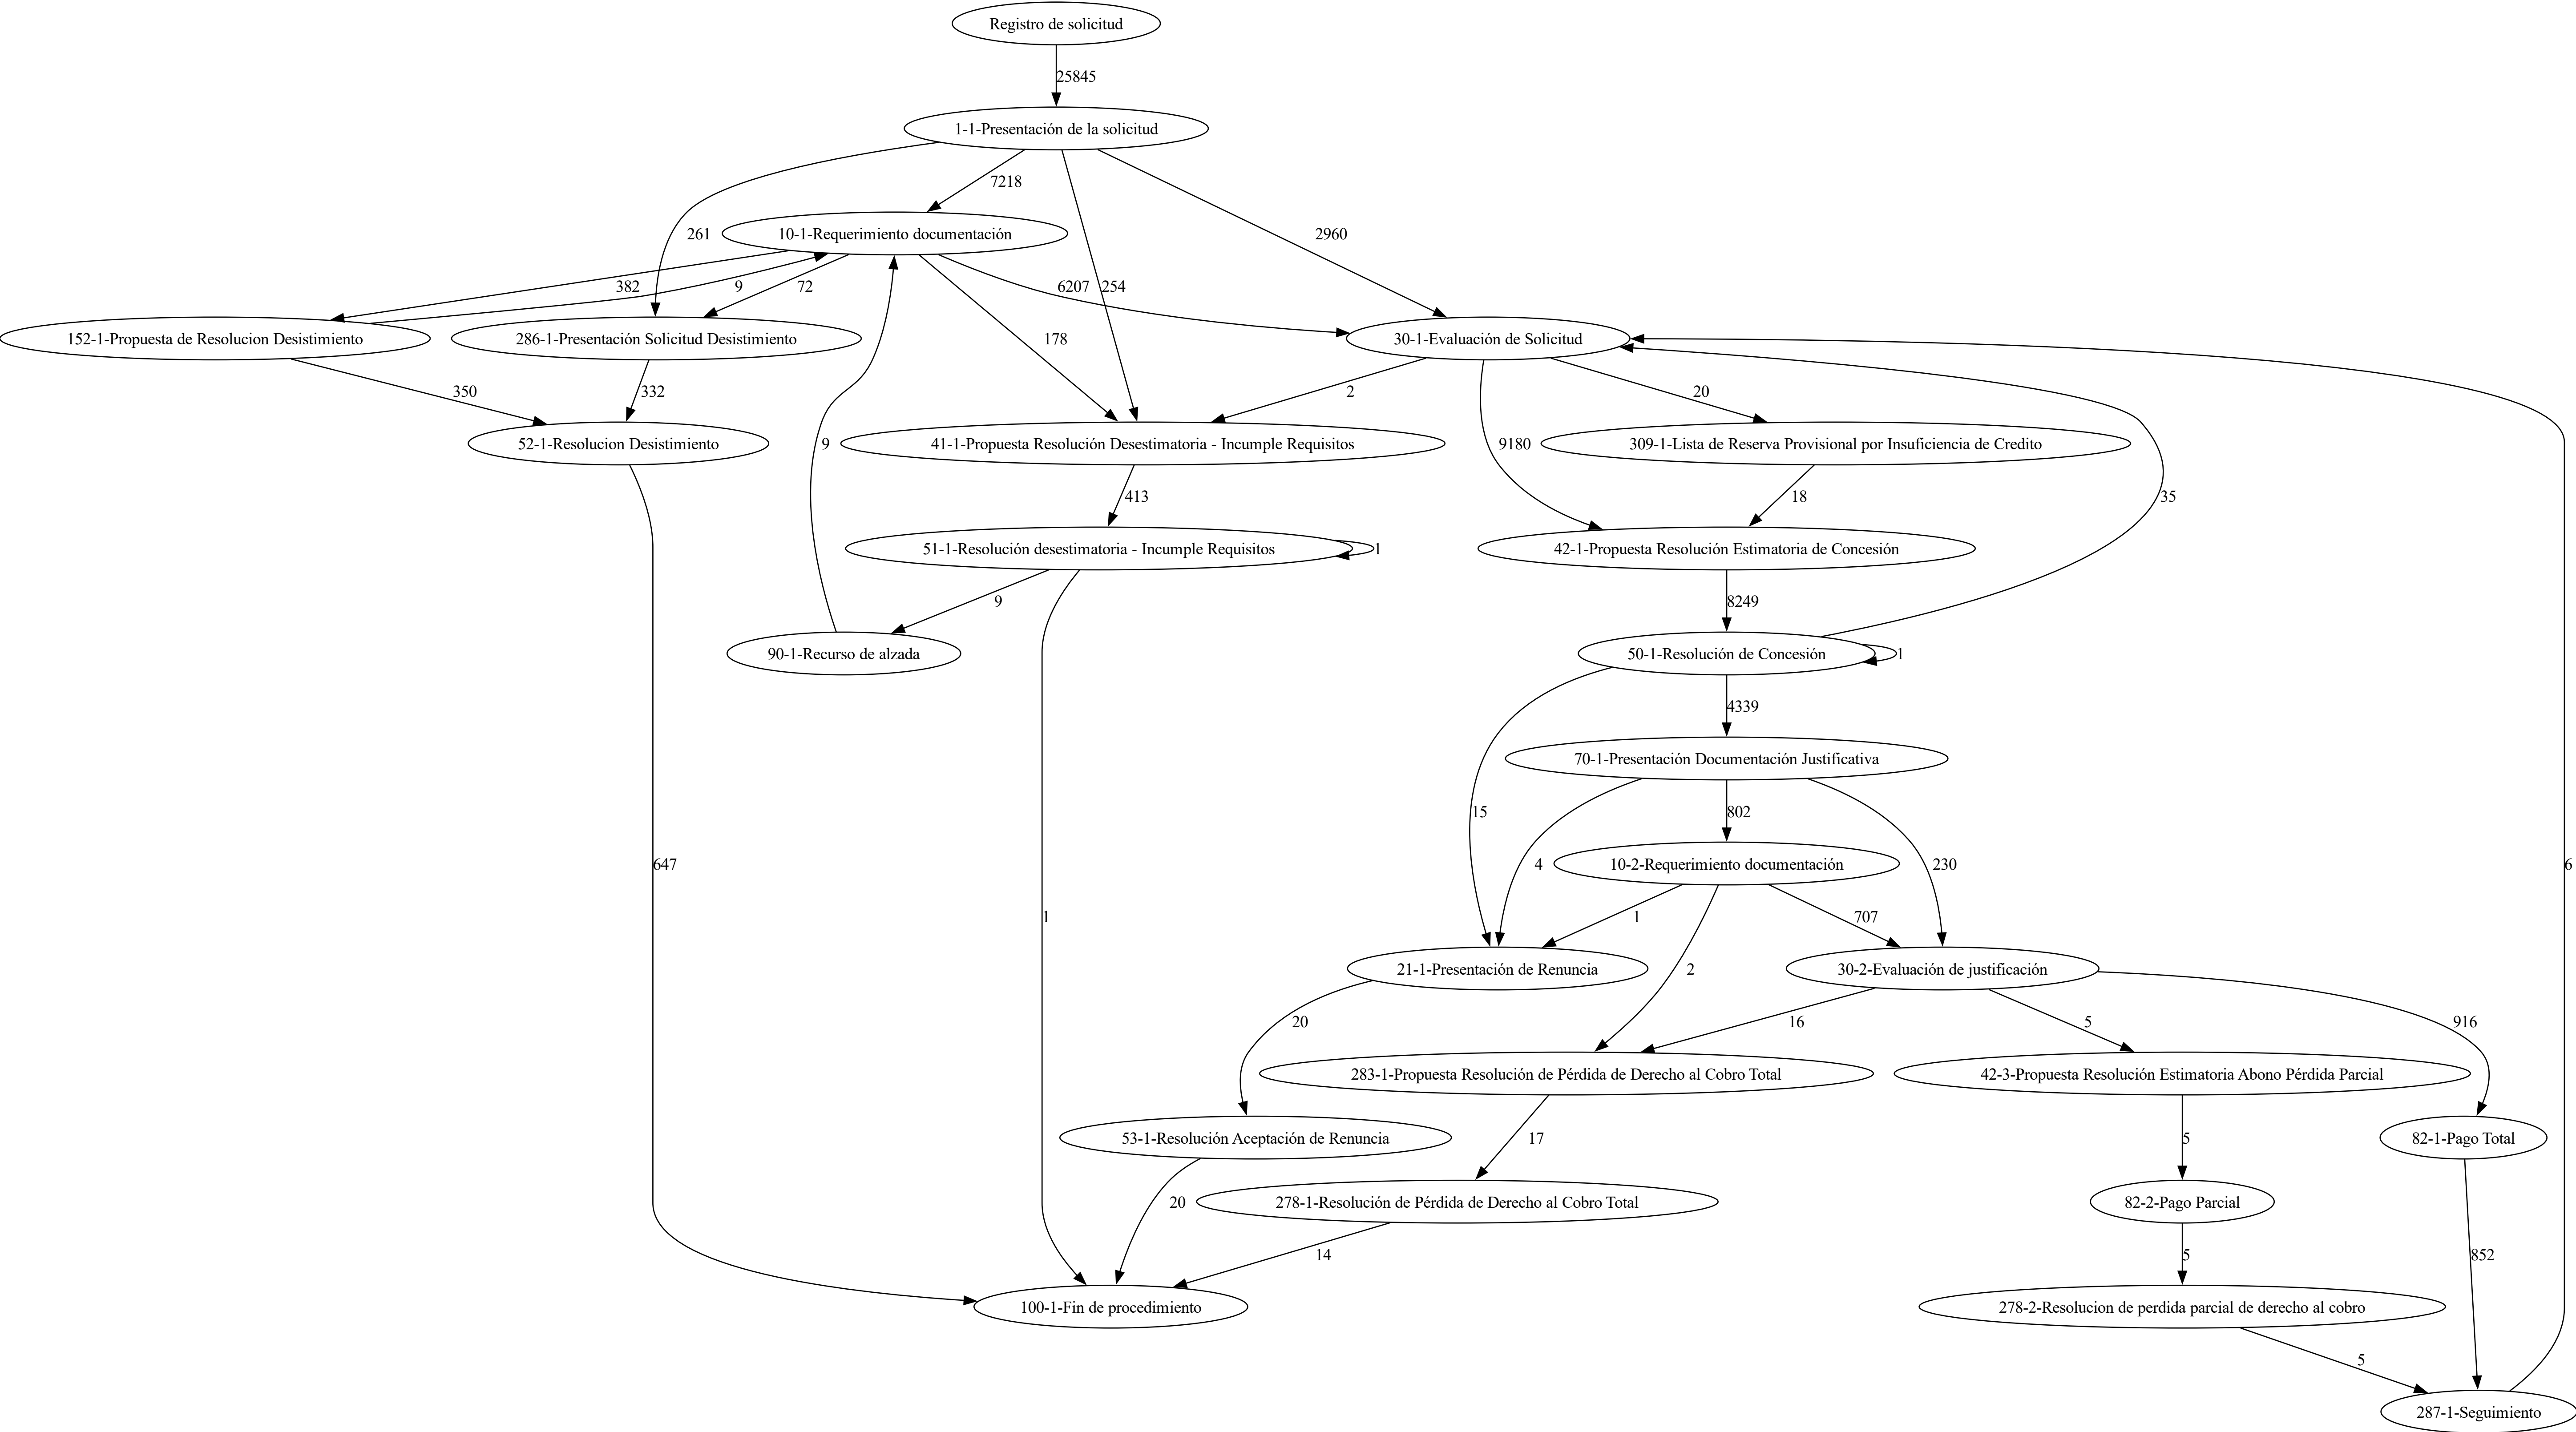 Registro de solicitud
25845
1-1-Presentación de la solicitud
7218
10-1-Requerimiento documentación
261
2960
382
9
72
6207
254
152-1-Propuesta de Resolucion Desistimiento
286-1-Presentación Solicitud Desistimiento
178
30-1-Evaluación de Solicitud
350
332
2
20
52-1-Resolucion Desistimiento
9
41-1-Propuesta Resolución Desestimatoria - Incumple Requisitos
9180
309-1-Lista de Reserva Provisional por Insuficiencia de Credito
413
18
35
51-1-Resolución desestimatoria - Incumple Requisitos
1
42-1-Propuesta Resolución Estimatoria de Concesión
9
8249
90-1-Recurso de alzada
50-1-Resolución de Concesión
1
4339
70-1-Presentación Documentación Justificativa
15
802
647
4
10-2-Requerimiento documentación
230
6
1
1
707
21-1-Presentación de Renuncia
2
30-2-Evaluación de justificación
20
16
5
916
283-1-Propuesta Resolución de Pérdida de Derecho al Cobro Total
42-3-Propuesta Resolución Estimatoria Abono Pérdida Parcial
53-1-Resolución Aceptación de Renuncia
17
5
82-1-Pago Total
20
278-1-Resolución de Pérdida de Derecho al Cobro Total
82-2-Pago Parcial
14
5
852
100-1-Fin de procedimiento
278-2-Resolucion de perdida parcial de derecho al cobro
5
287-1-Seguimiento